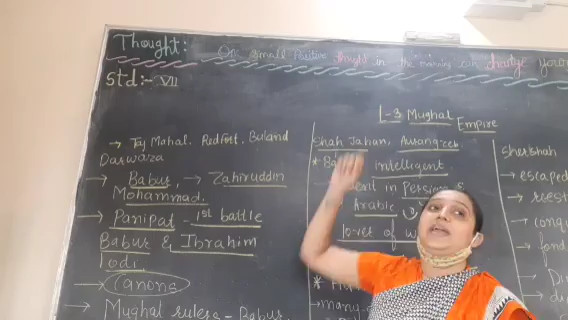 Thought: On small Positive thought in the morning can change your
Std:- VII
L-3 Mughal Empire
→ Taj Mahal, Redfort, Buland
Darwaza
→ Babur, → Zahiruddin
Mohammad.
→ Panipat - 1st battle
Babur & Ibrahim
Lodi.
→ Canons
→ Mughal rulers - Babur,
Shah Jahan, Aurangzeb
intelligent
in Persian &
Arabic
lover of
→ many
Shershah
→ escaped
→
→ conqu
→
→
→